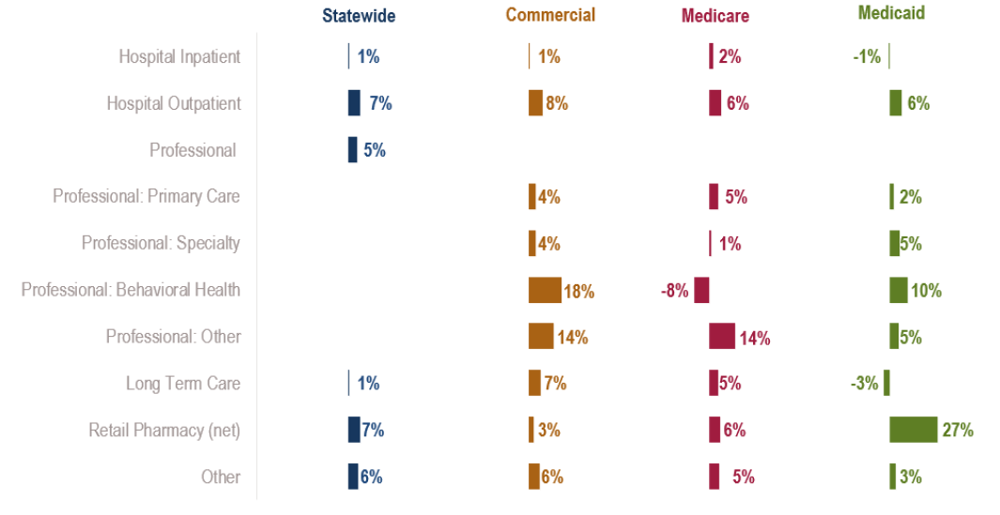 Statewide Commercial Medicare Medicaid
Hospital Inpatient 1% 1% 2% -1%
Hospital Outpatient 7% 8% 6% 6%
Professional 5%
Professional: Primary Care 4% 5% 2%
Professional: Specialty 4% 1% 5%
Professional: Behavioral Health 18% -8% 10%
Professional: Other 14% 14% 5%
Long Term Care 1% 7% 5% -3%
Retail Pharmacy (net) 7% 3% 6% 27%
Other 6% 6% 5% 3%